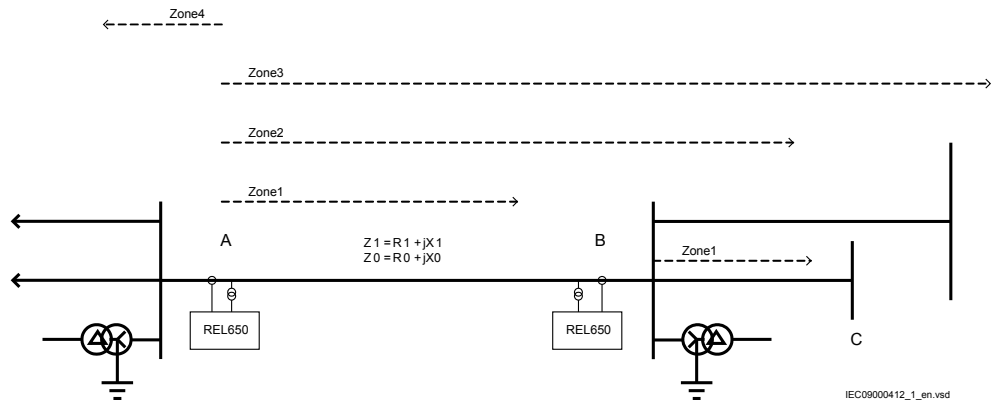 Zone4
Zone3
Zone2
Zone1
A
B
Z1=R1+jX1
Z0=R0+jX0
Zone1
REL650
REL650
C
IEC09000412_1_en.vsd